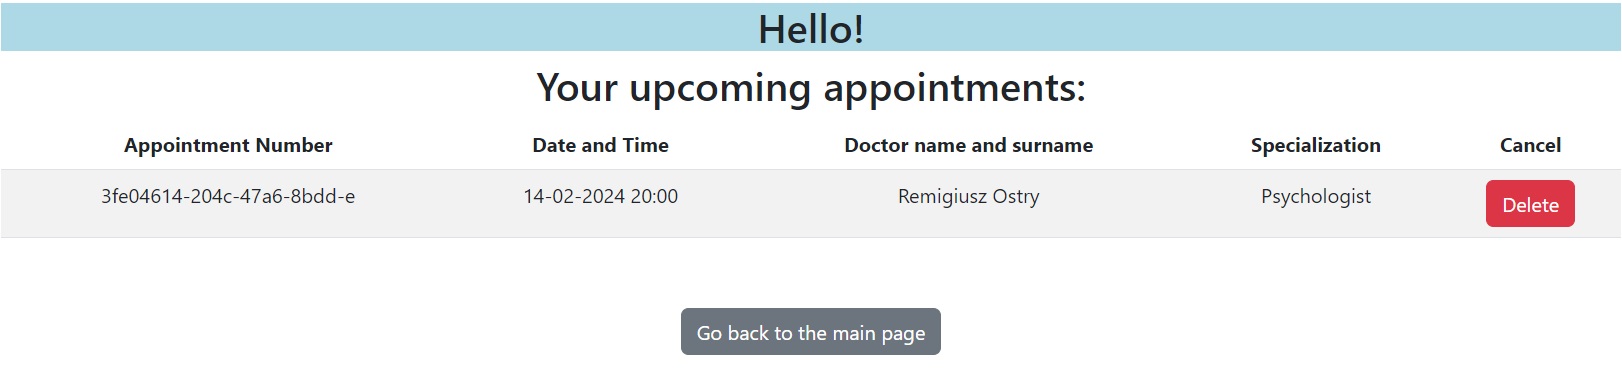 Hello!
Your upcoming appointments:
Appointment Number Date and Time Doctor name and surname Specialization Cancel
3fe04614-204c-47a6-8bdd-e 14-02-2024 20:00 Remigiusz Ostry Psychologist Delete
Go back to the main page